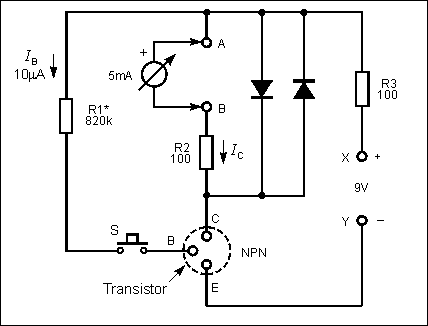 I_B
10µA
R1*
820k
+
5mA
A
B
R2
100
I_C
R3
100
X +
9V
Y –
S
B
C
NPN
E
Transistor